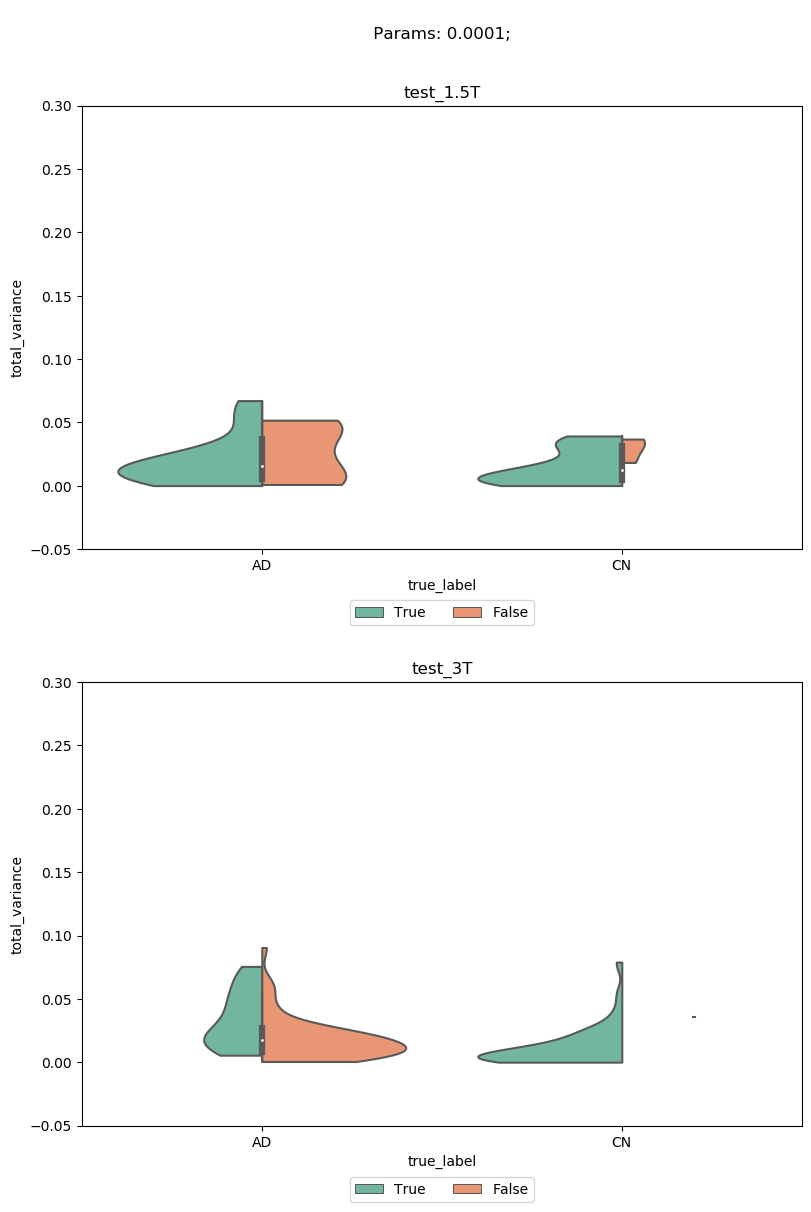 Params: 0.0001;
test_1.5T
0.30
0.25
0.20
0.15
0.10
0.05
0.00
−0.05
total_variance
AD CN
true_label
True False
test_3T
0.30
0.25
0.20
0.15
0.10
0.05
0.00
−0.05
total_variance
AD CN
true_label
True False